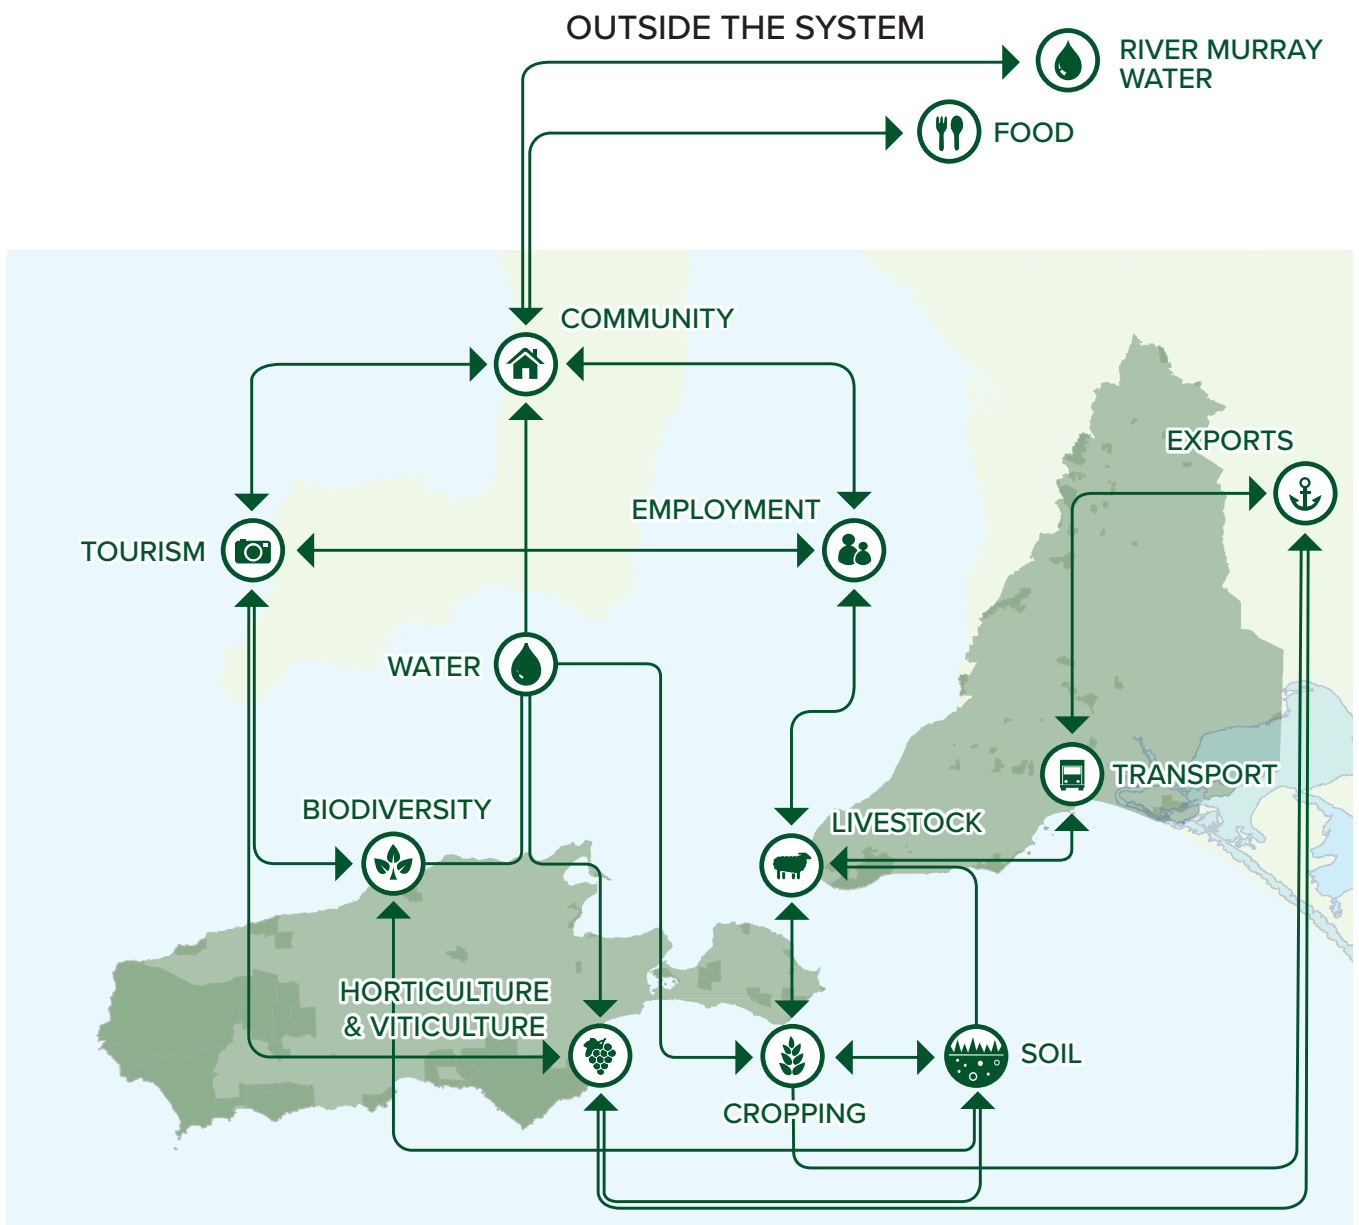 OUTSIDE THE SYSTEM
RIVER MURRAY
WATER
FOOD
COMMUNITY
EXPORTS
EMPLOYMENT
TOURISM
WATER
TRANSPORT
BIODIVERSITY
LIVESTOCK
HORTICULTURE
& VITICULTURE
SOIL
CROPPING